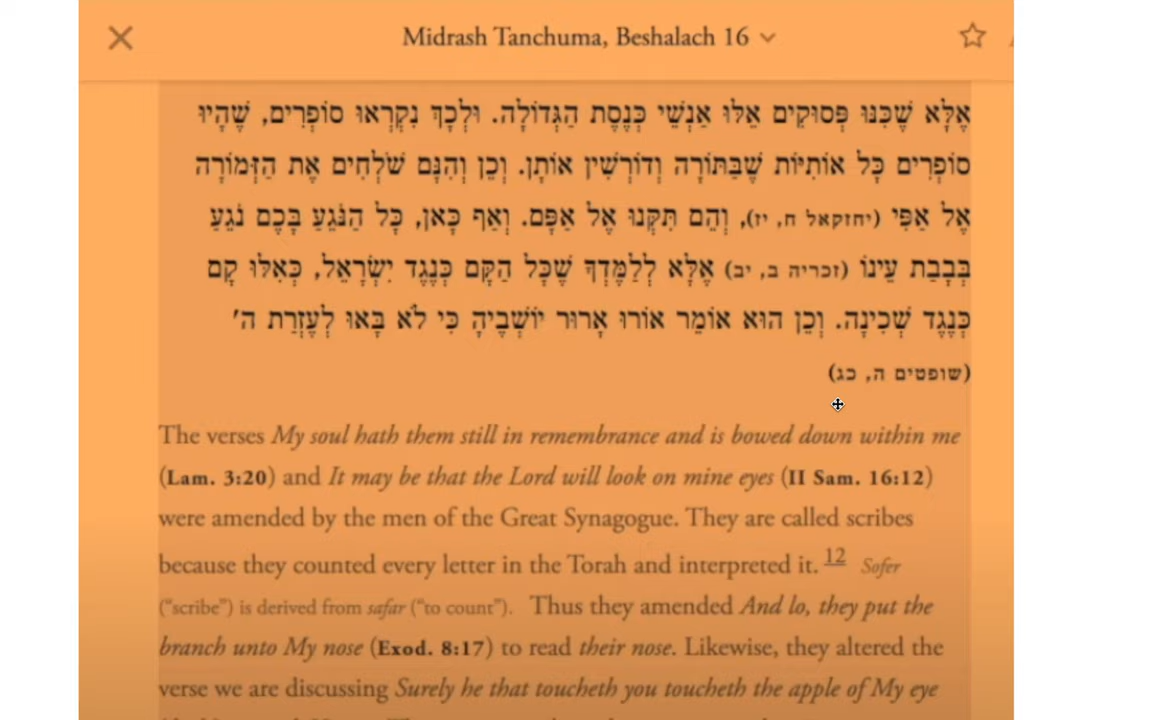 Midrash Tanchuma, Beshalach 16
אֶלָּא שֶׁכִּנּוּ פְּסוּקִים אֵלּוּ אַנְשֵׁי כְּנֶסֶת הַגְּדוֹלָה. וּלְכָךְ נִקְרְאוּ סוֹפְרִים, שֶׁהָיוּ
סוֹפְרִים כָּל אוֹתִיּוֹת שֶׁבַּתּוֹרָה וְדוֹרְשִׁין אוֹתָן. וְכֵן וְהִנָּם שֹׁלְחִים אֶת הַזְּמוֹרָה
אֶל אַפִּי (יחזקאל ח, יז), וְהֵם תִּקְּנוּ אֶל אַפָּם. וְאַף כָּאן, כָּל הַנֹּגֵעַ בָּכֶם נֹגֵעַ
בְּבָבַת עֵינוֹ (זכריה ב, יב) אֶלָּא לְלַמֶּדְךָ שֶׁכָּל הַקָּם כְּנֶגֶד יִשְׂרָאֵל, כְּאִלּוּ קָם
כְּנֶגֶד שְׁכִינָה. וְכֵן הוּא אוֹמֵר אוֹרוּ אָרוּר יוֹשְׁבֶיהָ כִּי לֹא בָּאוּ לְעֶזְרַת ה'
(שופטים ה, כג)
The verses My soul hath them still in remembrance and is bowed down within me
(Lam. 3:20) and It may be that the Lord will look on mine eyes (II Sam. 16:12)
were amended by the men of the Great Synagogue. They are called scribes
because they counted every letter in the Torah and interpreted it. 12 Sofer
("scribe") is derived from safar ("to count"). Thus they amended And lo, they put the
branch unto My nose (Exod. 8:17) to read their nose. Likewise, they altered the
verse we are discussing Surely he that toucheth you toucheth the apple of My eye